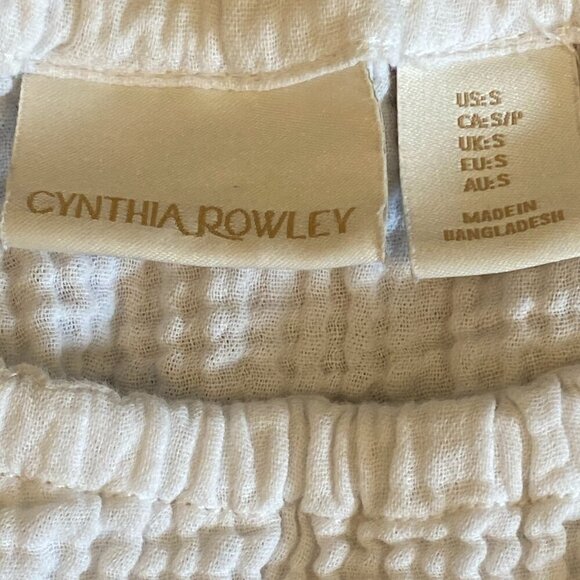 CYNTHIA ROWLEY
US:S
CA:S/P
UK:S
EU:S
AU:S
MADE IN
BANGLADESH